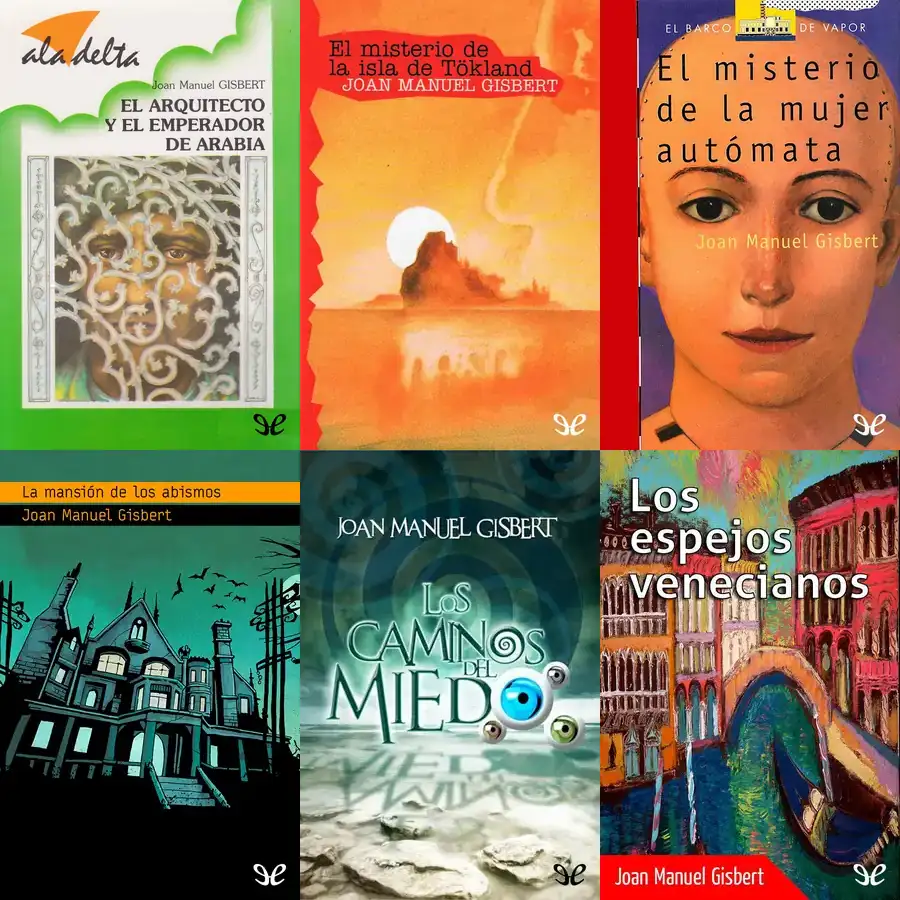 ala delta
Joan Manuel GISBERT
EL ARQUITECTO
Y EL EMPERADOR
DE ARABIA
El misterio de
la isla de Tökland
JOAN MANUEL GISBERT
EL BARCO DE VAPOR
El misterio
de la mujer
autómata
Joan Manuel Gisbert
La mansión de los abismos
Joan Manuel Gisbert
JOAN MANUEL GISBERT
LOS
CAMINOS
DEL
MIEDO
Los
espejos
venecianos
Joan Manuel Gisbert